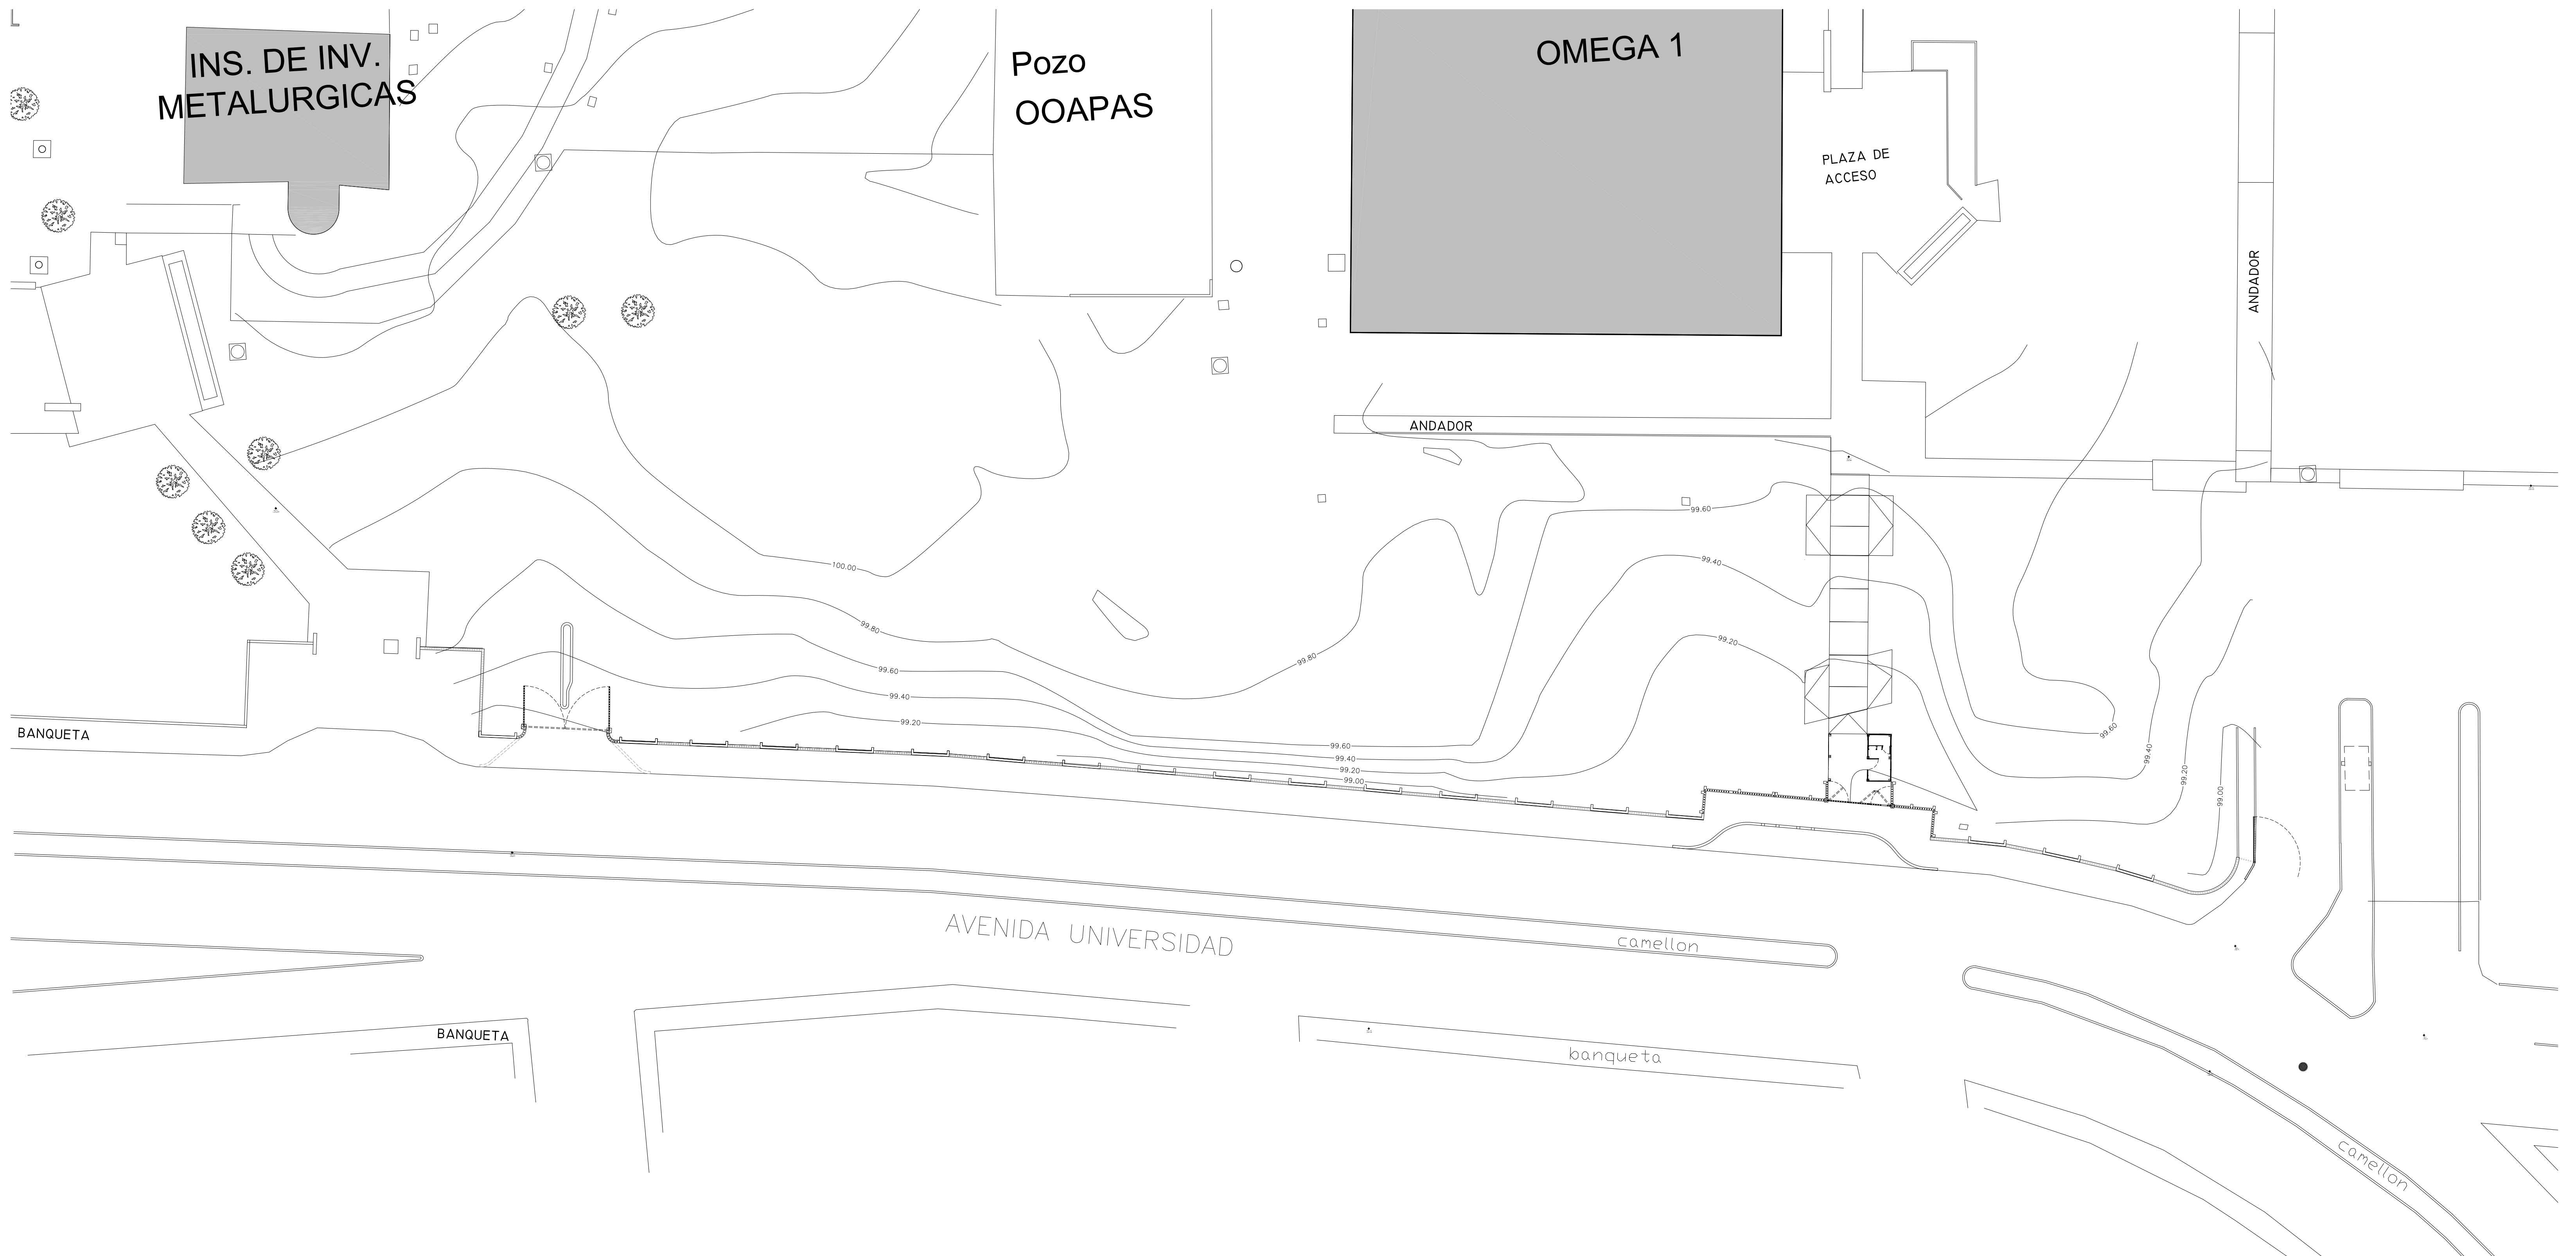 L
INS. DE INV.
METALURGICAS
Pozo
OOAPAS
OMEGA 1
PLAZA DE
ACCESO
ANDADOR
ANDADOR
99.60
99.40
99.20
100.00
99.80
99.80
99.60
99.40
99.20
99.60
99.40
99.20
99.00
99.60
99.40
99.20
99.00
BANQUETA
AVENIDA UNIVERSIDAD
camellon
BANQUETA
banqueta
camellon